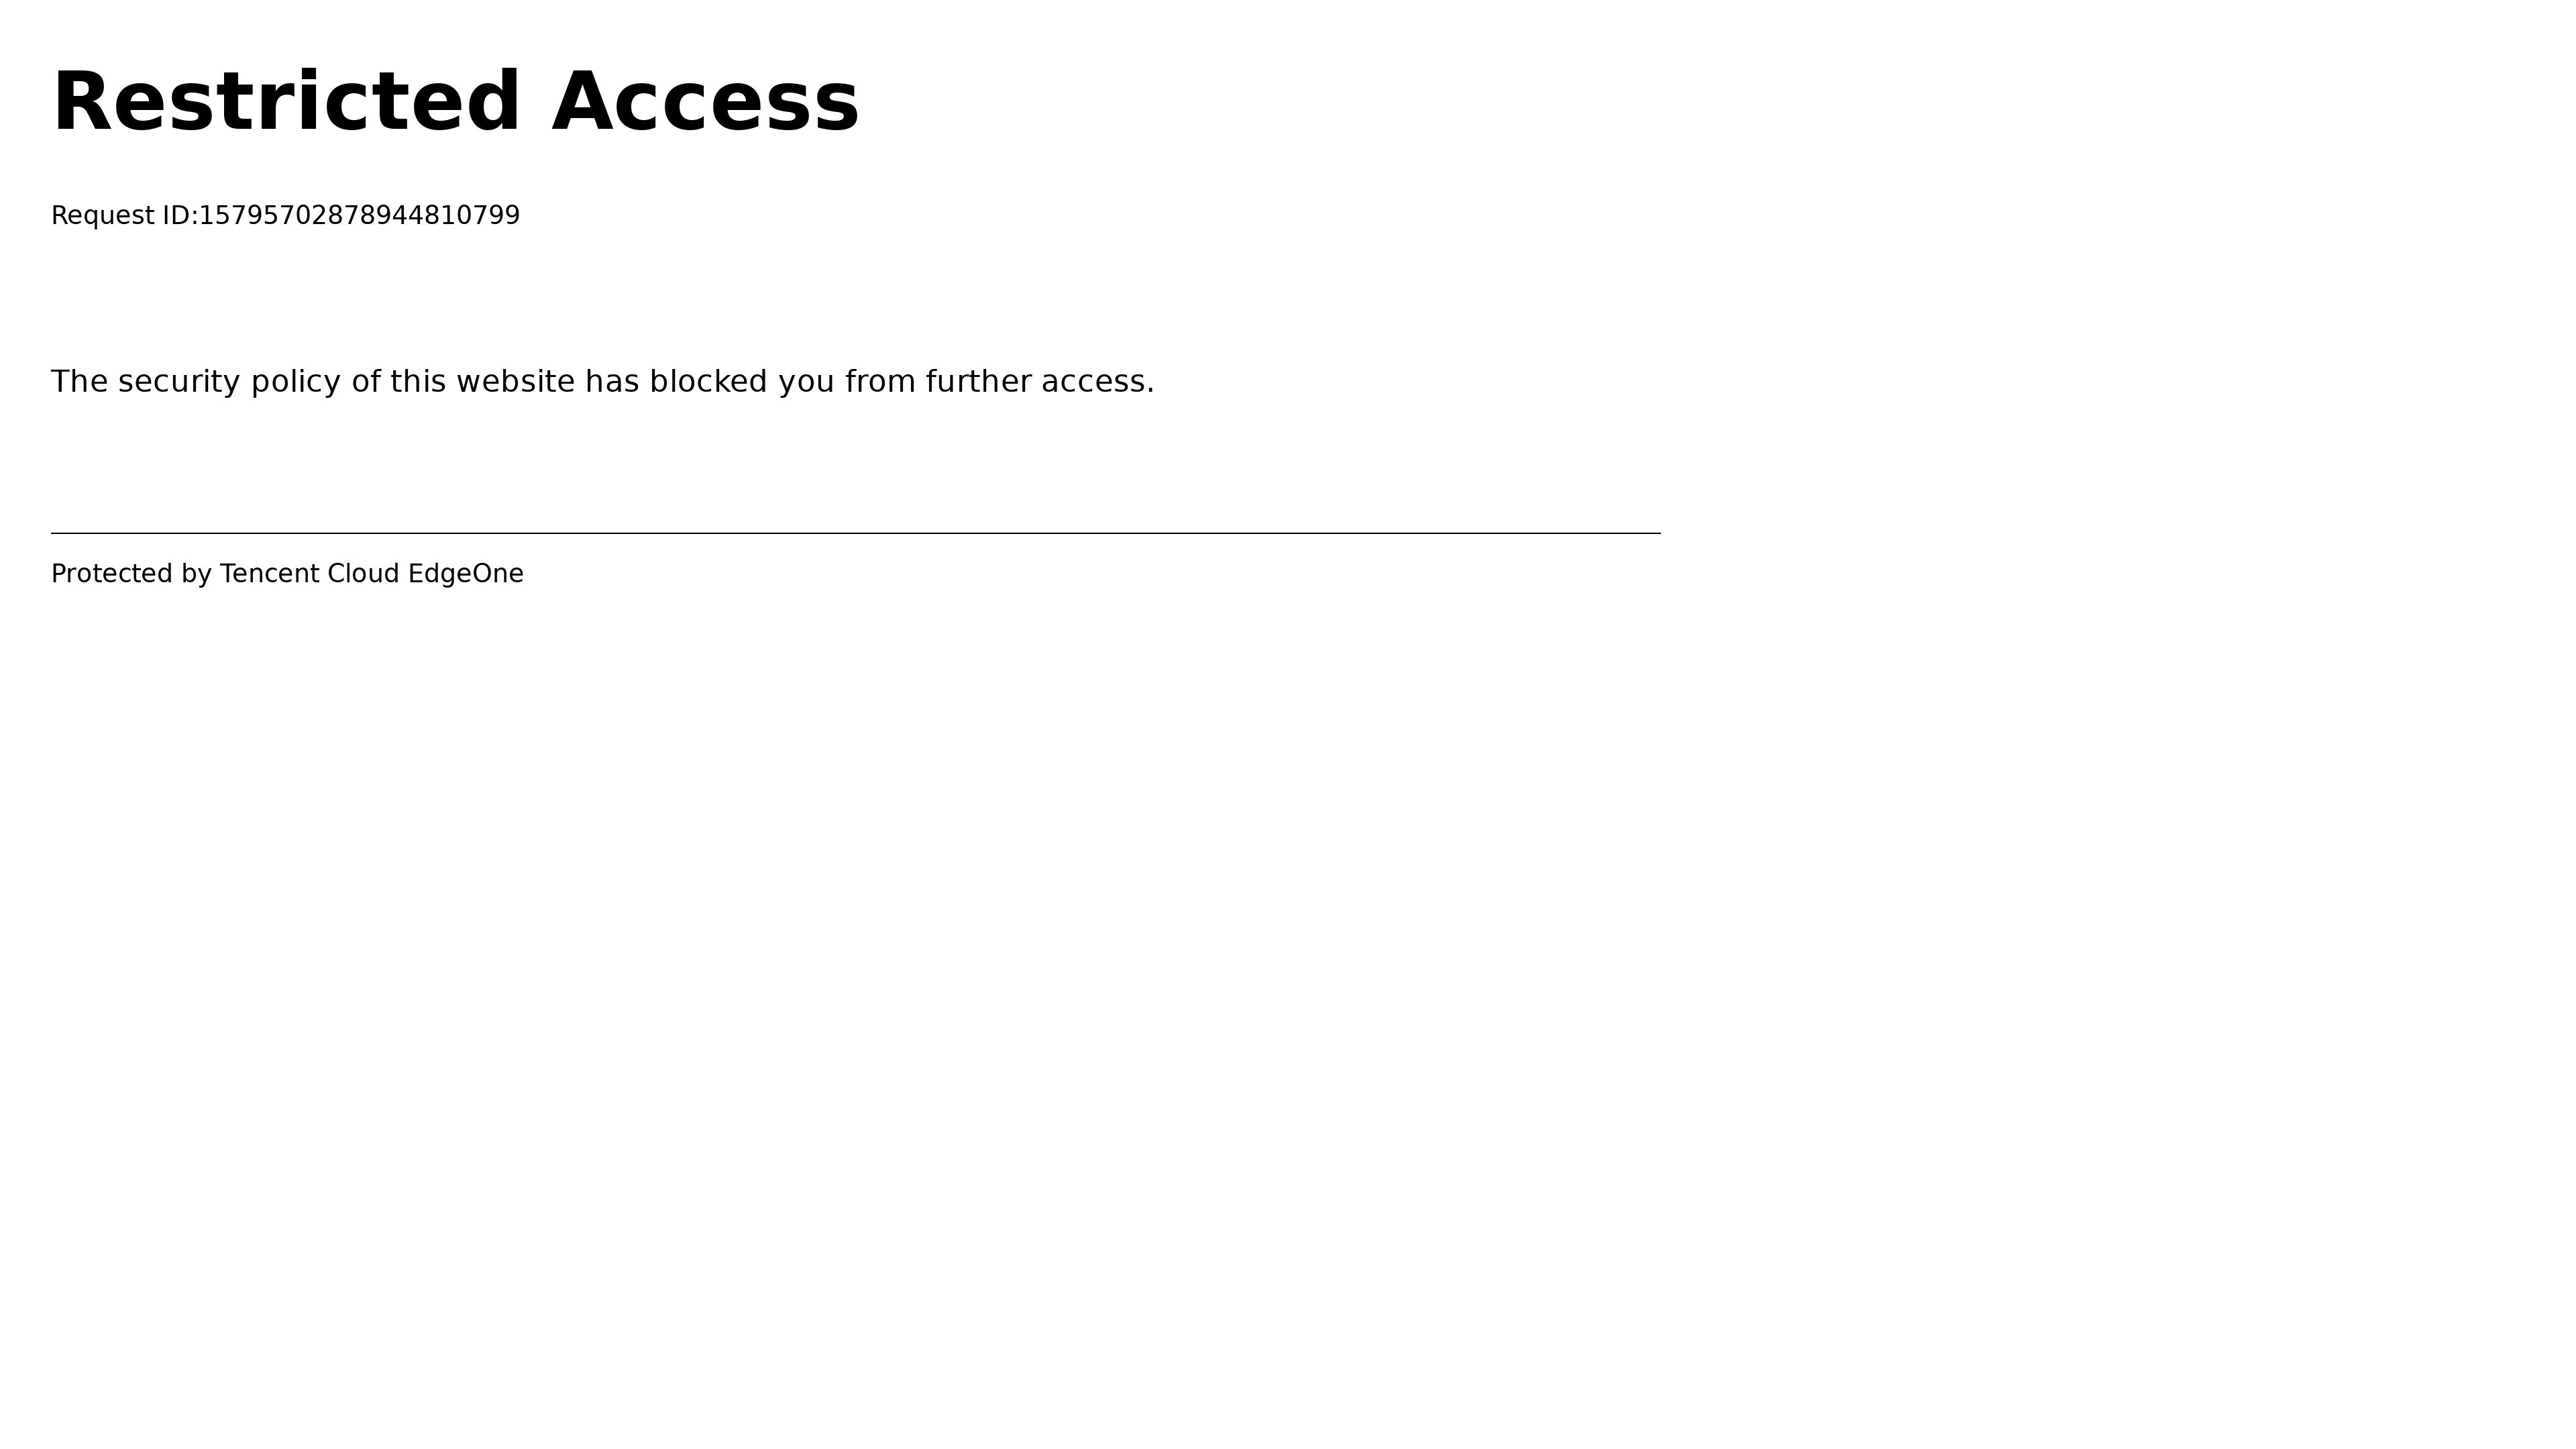 Restricted Access
Request ID:15795702878944810799
The security policy of this website has blocked you from further access.
Protected by Tencent Cloud EdgeOne